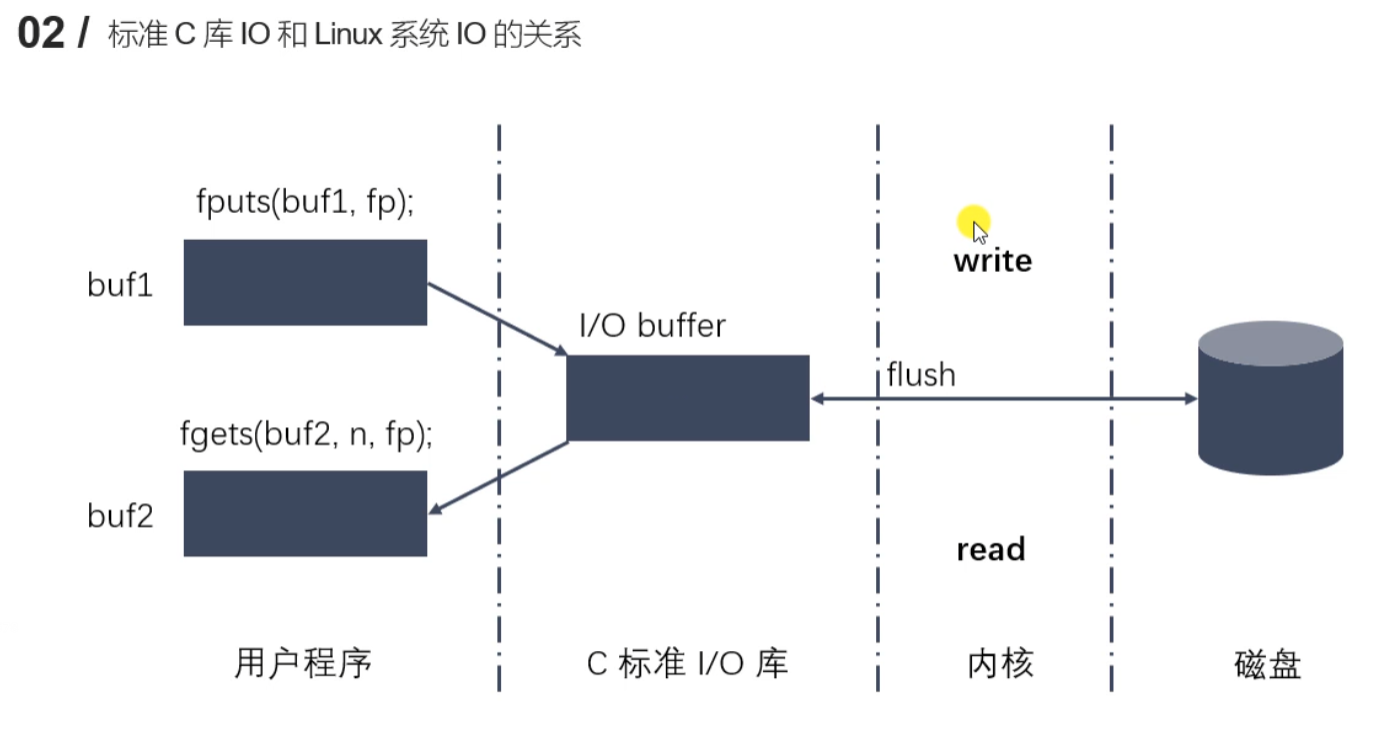 02 / 标准 C 库 IO 和 Linux 系统 IO 的关系
fputs(buf1, fp);
buf1
write
I/O buffer
flush
fgets(buf2, n, fp);
buf2
read
用户程序
C 标准 I/O 库
内核
磁盘